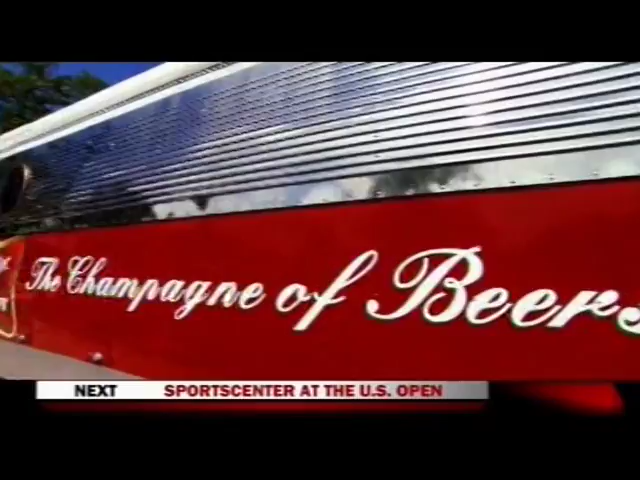 The Champagne of Beers
NEXT SPORTSCENTER AT THE U.S. OPEN